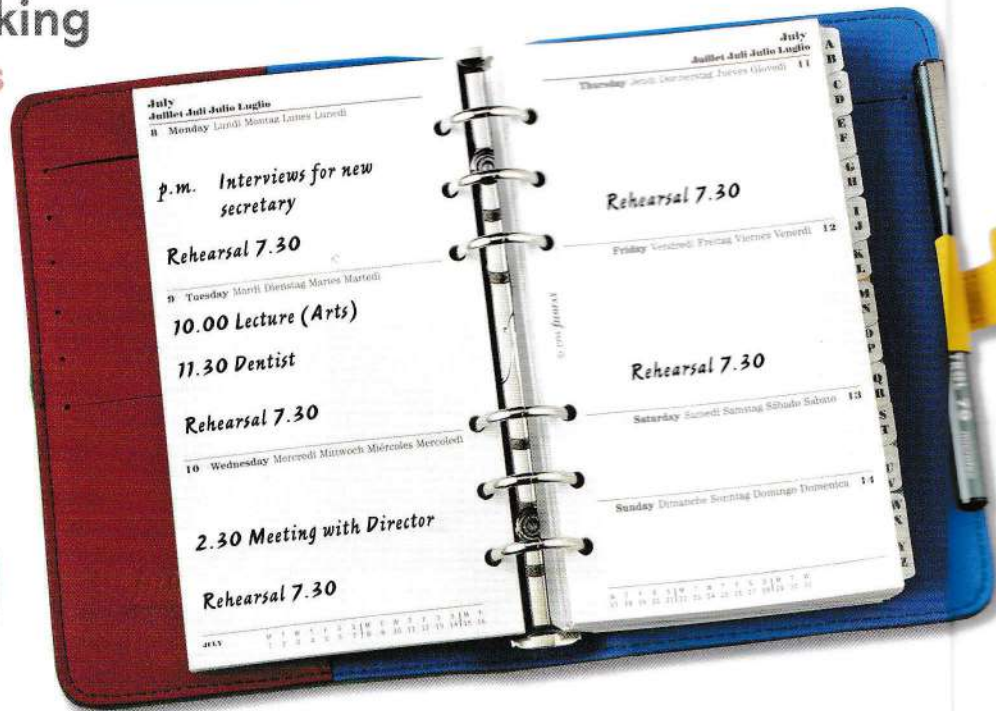 king
July
Juillet Juli Julio Luglio
8 Monday Lundi Montag Lunes Lunedì
p.m. Interviews for new
secretary
Rehearsal 7.30
9 Tuesday Mardi Dienstag Martes Martedì
10.00 Lecture (Arts)
11.30 Dentist
Rehearsal 7.30
10 Wednesday Mercredi Mittwoch Miércoles Mercoledì
2.30 Meeting with Director
Rehearsal 7.30
JULY
July
Juillet Juli Julio Luglio
Thursday Jeudi Donnerstag Jueves Giovedì 11
Rehearsal 7.30
Friday Vendredi Freitag Viernes Venerdì 12
Rehearsal 7.30
Saturday Samedi Samstag Sábado Sabato 13
Sunday Dimanche Sonntag Domingo Domenica 14
A
B
C
D
E
F
G
H
I
J
K
L
M
N
O
P
Q
R
S
T
U
V
W
X
Y
Z